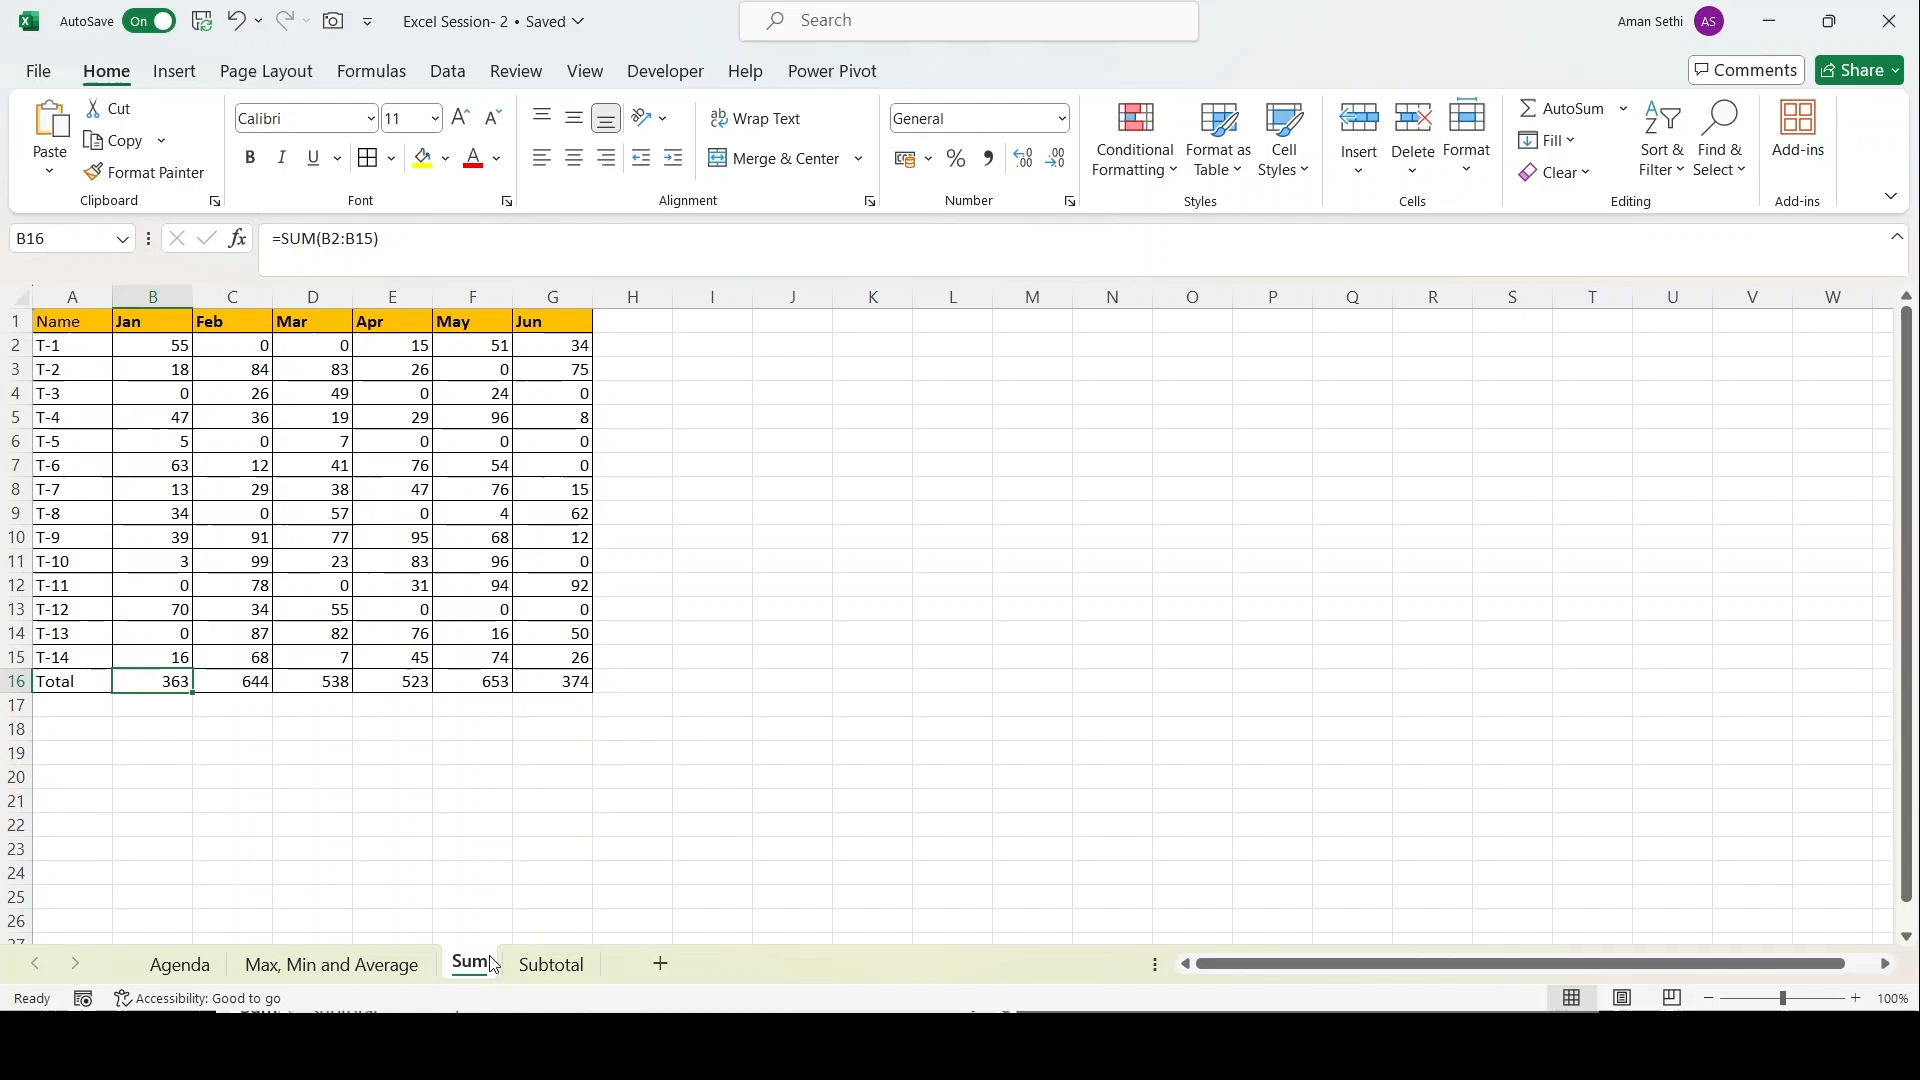 AutoSave On Excel Session- 2 • Saved Search Aman Sethi AS
File Home Insert Page Layout Formulas Data Review View Developer Help Power Pivot Comments Share
Paste Cut Copy Format Painter Clipboard
Calibri 11 B I U A Font
ab Wrap Text Merge & Center Alignment
General % Number
Conditional Formatting Format as Table Cell Styles Styles
Insert Delete Format Cells
AutoSum Fill Clear Sort & Filter Find & Select Editing
Add-ins Add-ins
B16 fx =SUM(B2:B15)
A B C D E F G H I J K L M N O P Q R S T U V W
1 Name Jan Feb Mar Apr May Jun
2 T-1 55 0 0 15 51 34
3 T-2 18 84 83 26 0 75
4 T-3 0 26 49 0 24 0
5 T-4 47 36 19 29 96 8
6 T-5 5 0 7 0 0 0
7 T-6 63 12 41 76 54 0
8 T-7 13 29 38 47 76 15
9 T-8 34 0 57 0 4 62
10 T-9 39 91 77 95 68 12
11 T-10 3 99 23 83 96 0
12 T-11 0 78 0 31 94 92
13 T-12 70 34 55 0 0 0
14 T-13 0 87 82 76 16 50
15 T-14 16 68 7 45 74 26
16 Total 363 644 538 523 653 374
17
18
19
20
21
22
23
24
25
26
27
Agenda Max, Min and Average Sum Subtotal +
Ready Accessibility: Good to go 100%